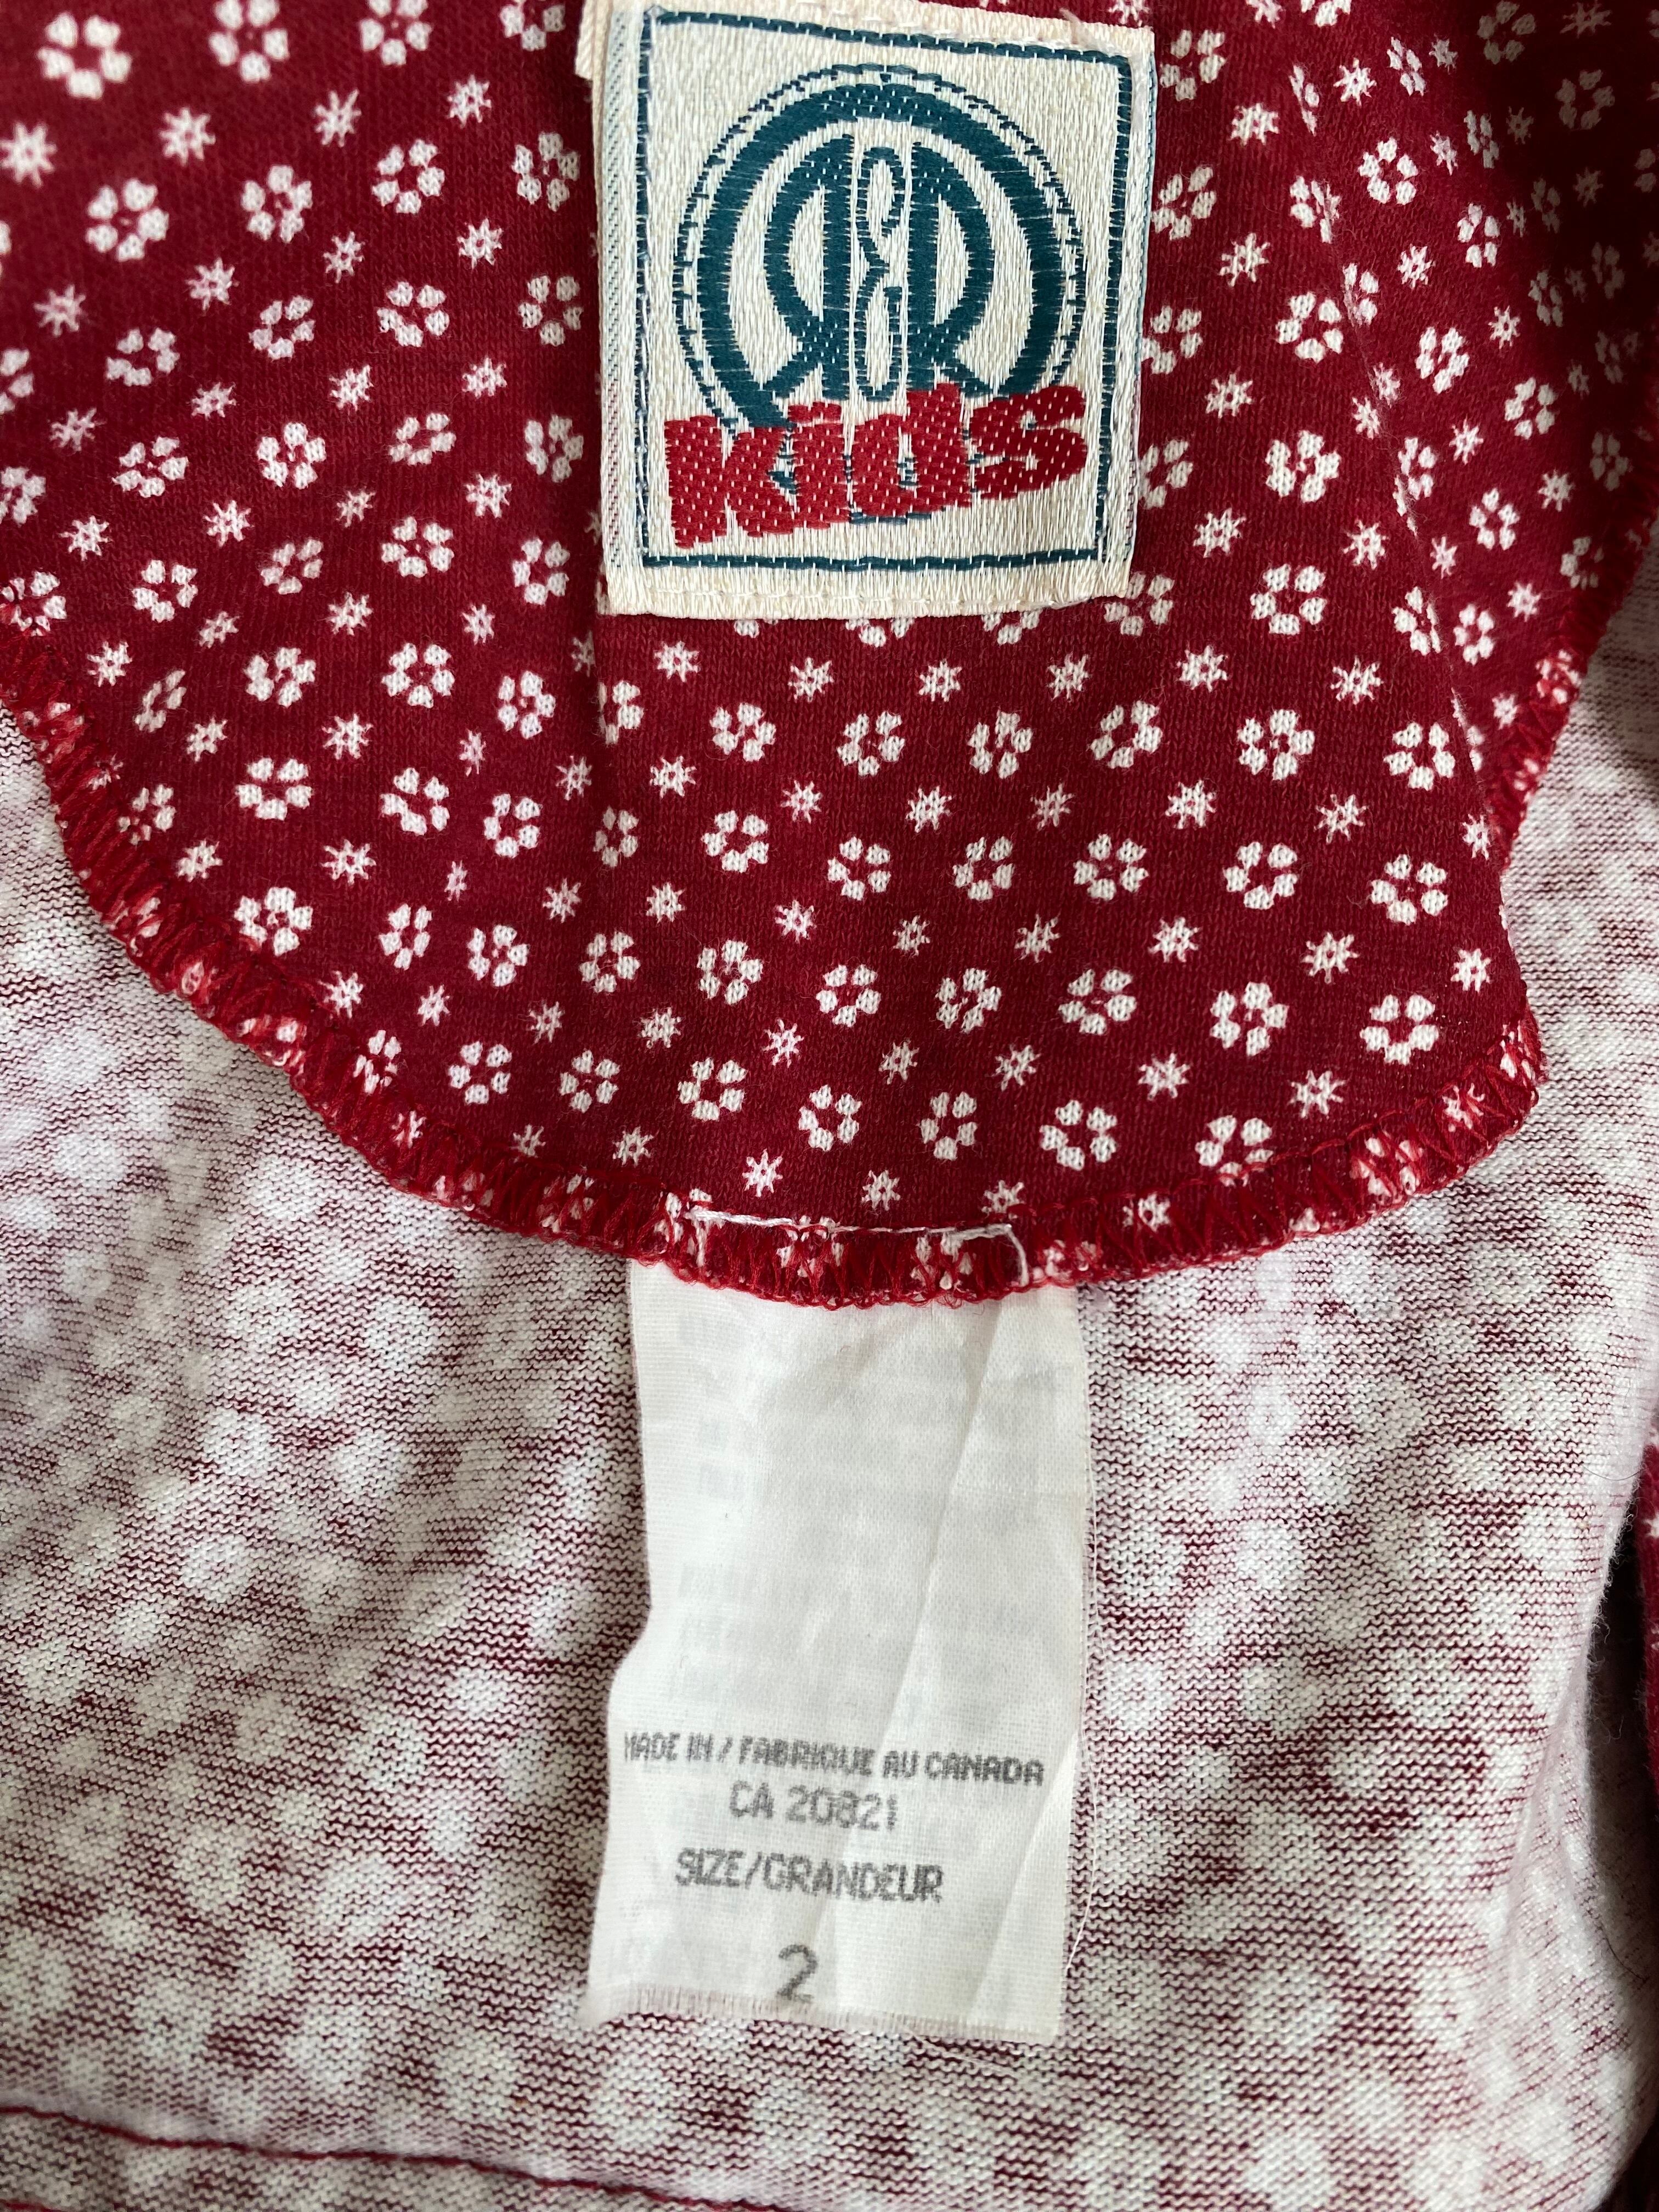 R&R
Kids
MADE IN / FABRIQUE AU CANADA
CA 20821
SIZE/GRANDEUR
2